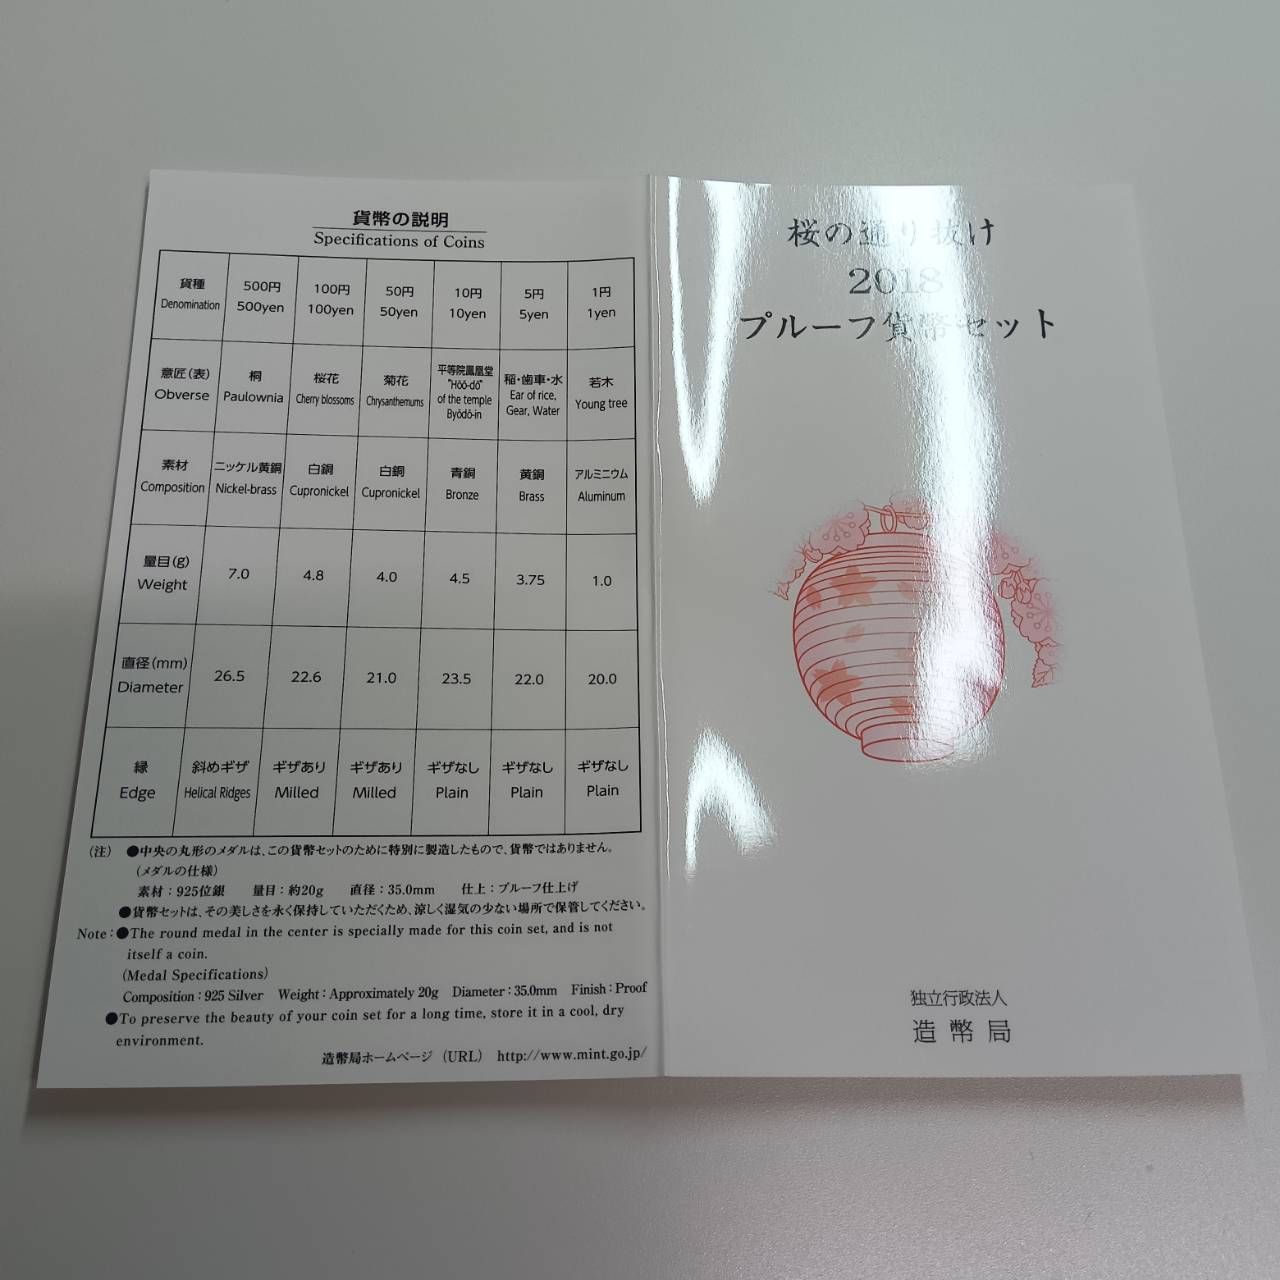 貨幣の説明
Specifications of Coins
貨種 500円 100円 50円 10円 5円 1円
Denomination 500yen 100yen 50yen 10yen 5yen 1yen
意匠(表) 桐 桜花 菊花 平等院鳳凰堂 稲・歯車・水 若木
Obverse Paulownia Cherry blossoms Chrysanthemums "Hōō-dō" Ear of rice, Young tree
of the temple Gear, Water
Byōdō-in
素材 ニッケル黄銅 白銅 白銅 青銅 黄銅 アルミニウム
Composition Nickel-brass Cupronickel Cupronickel Bronze Brass Aluminum
量目(g) 7.0 4.8 4.0 4.5 3.75 1.0
Weight
直径(mm) 26.5 22.6 21.0 23.5 22.0 20.0
Diameter
縁 斜めギザ ギザあり ギザあり ギザなし ギザなし ギザなし
Edge Helical Ridges Milled Milled Plain Plain Plain
(注) ●中央の丸形のメダルは、この貨幣セットのために特別に製造したもので、貨幣ではありません。
(メダルの仕様)
素材：925位銀 量目：約20g 直径：35.0mm 仕上：プルーフ仕上げ
●貨幣セットは、その美しさを永く保持していただくため、涼しく湿気の少ない場所で保管してください。
Note：●The round medal in the center is specially made for this coin set, and is not
itself a coin.
(Medal Specifications)
Composition：925 Silver Weight：Approximately 20g Diameter：35.0mm Finish：Proof
●To preserve the beauty of your coin set for a long time, store it in a cool, dry
environment.
造幣局ホームページ (URL) http://www.mint.go.jp/
桜の通り抜け
2018
プルーフ貨幣セット
独立行政法人
造幣局